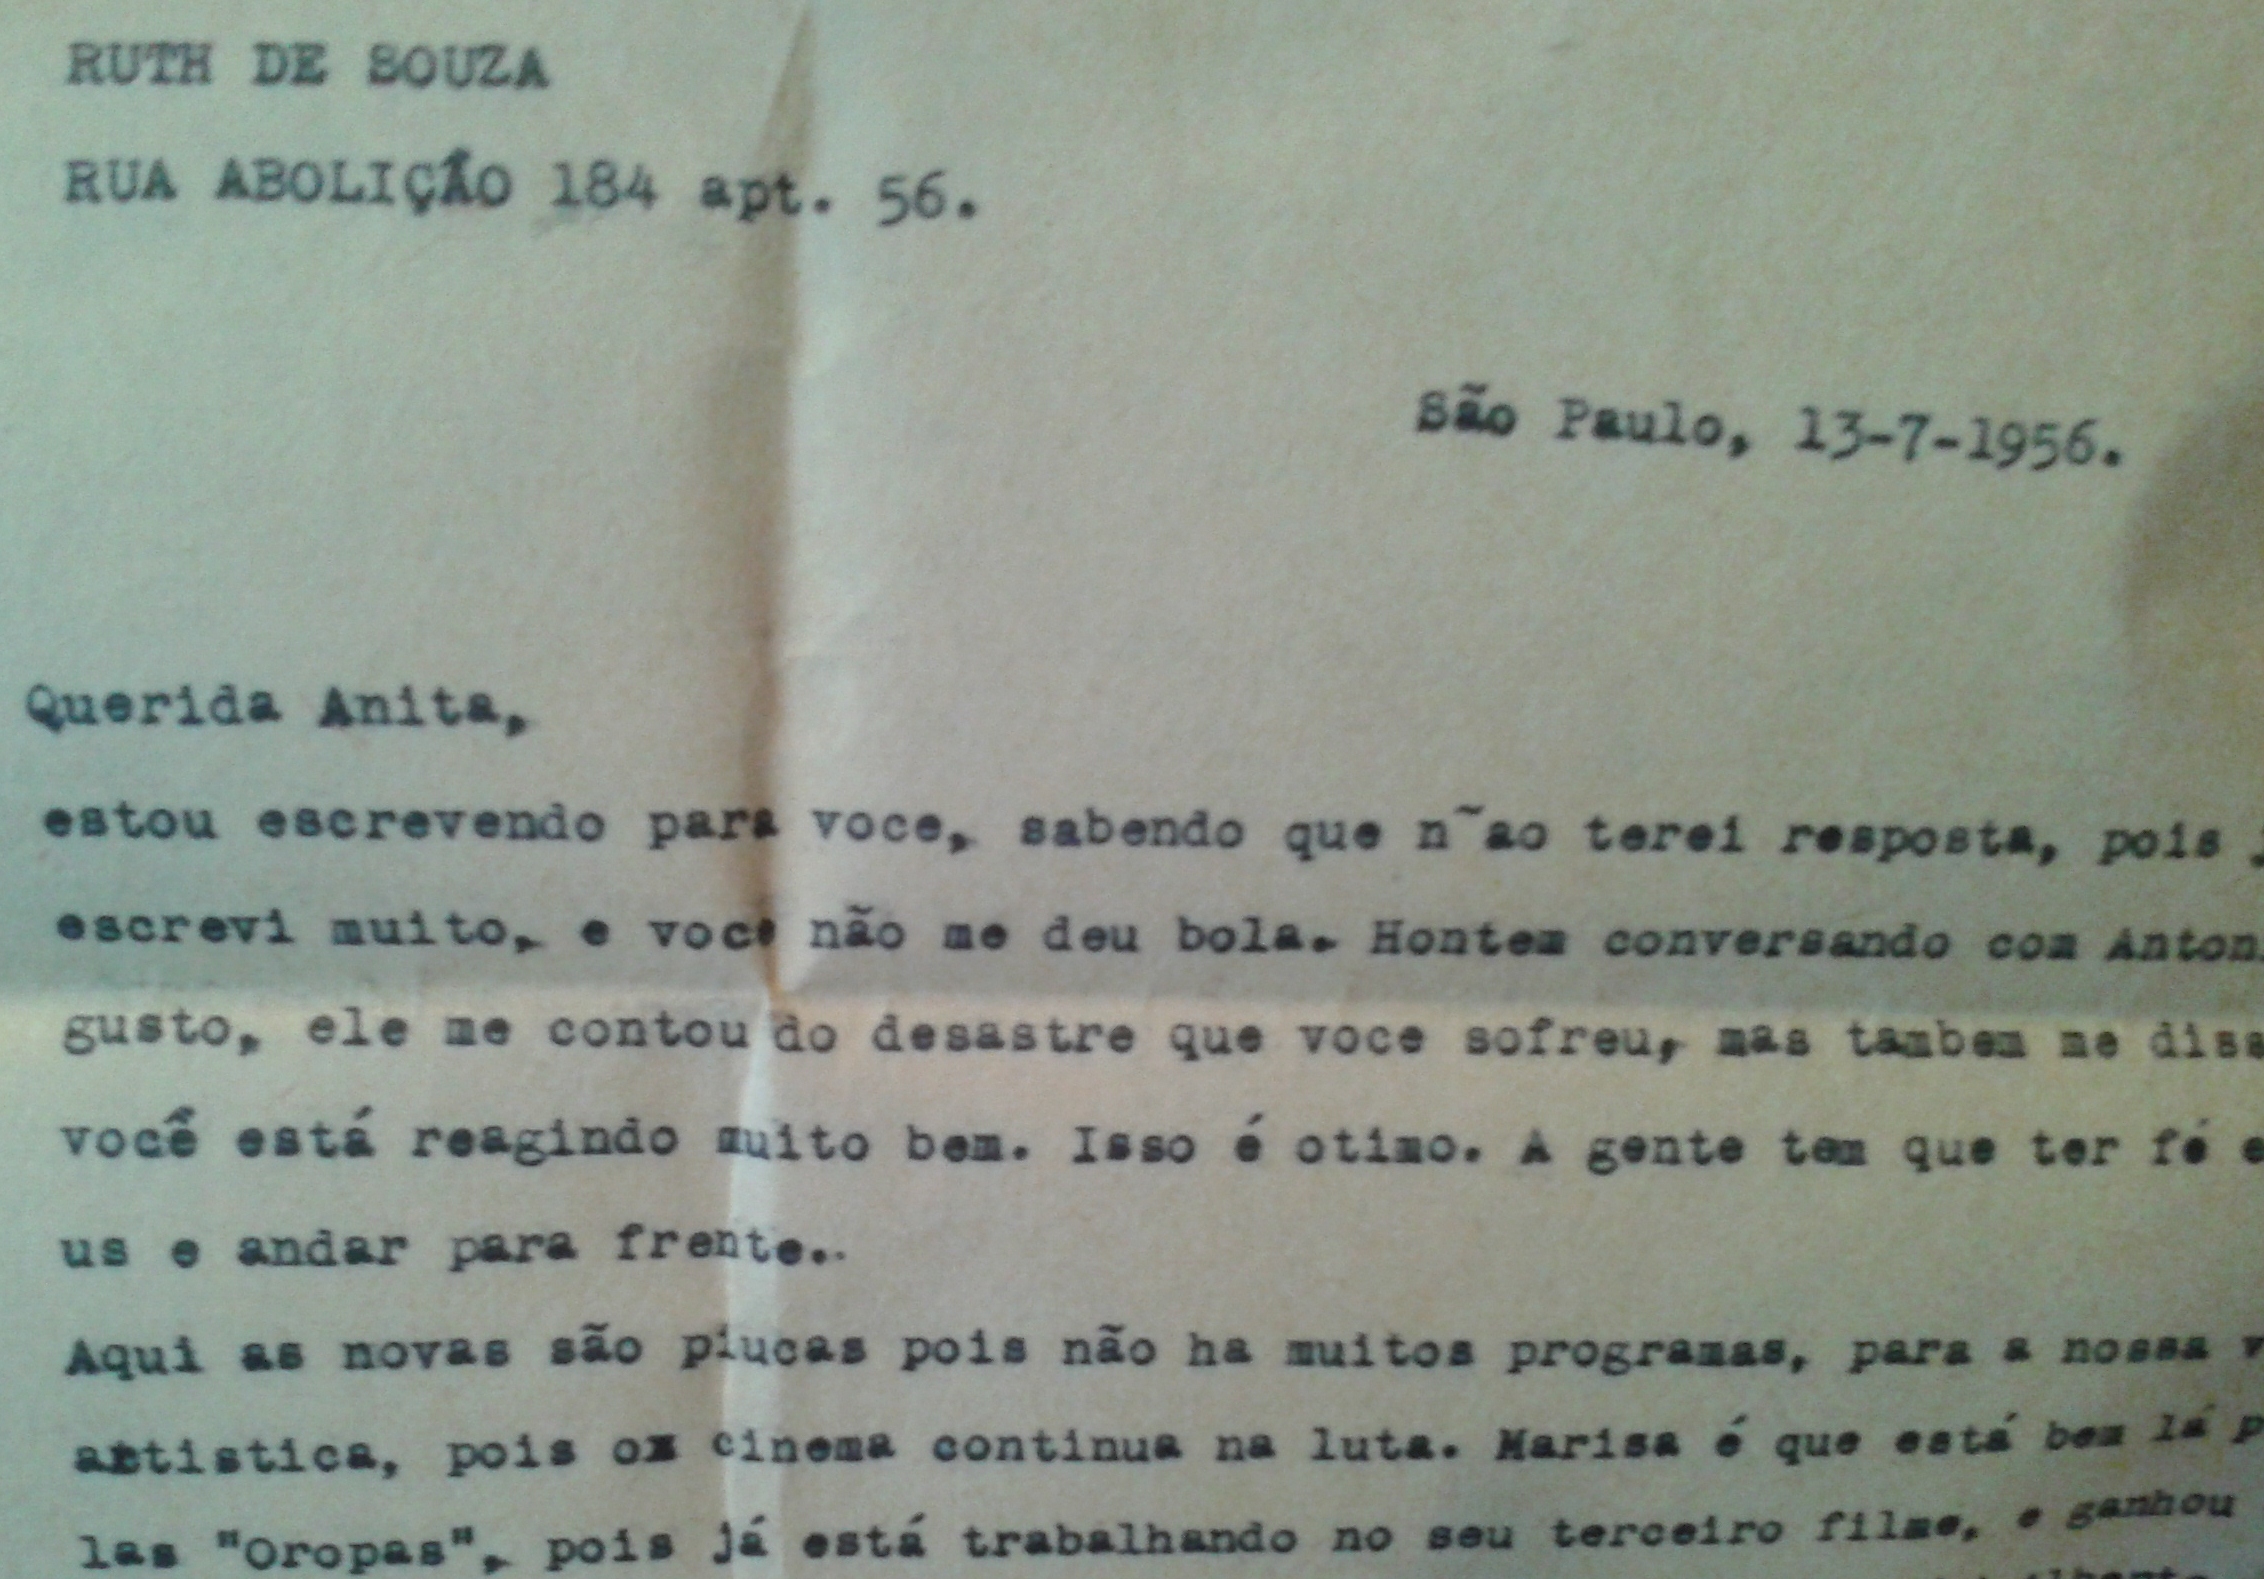 RUTH DE SOUZA
RUA ABOLIÇÃO 184 apt. 56.
São Paulo, 13-7-1956.
Querida Anita,
estou escrevendo para voce, sabendo que n~ao terei resposta, pois
escrevi muito, e voce não me deu bola. Hontem conversando com Anton
gusto, ele me contou do desastre que voce sofreu, mas tambem me diss
você está reagindo muito bem. Isso é otimo. A gente tem que ter fé e
us e andar para frente..
Aqui as novas são piucas pois não ha muitos programas, para a nossa v
artistica, pois ox cinema continua na luta. Marisa é que está bem lá p
las "Oropas", pois já está trabalhando no seu terceiro filme, e ganhou